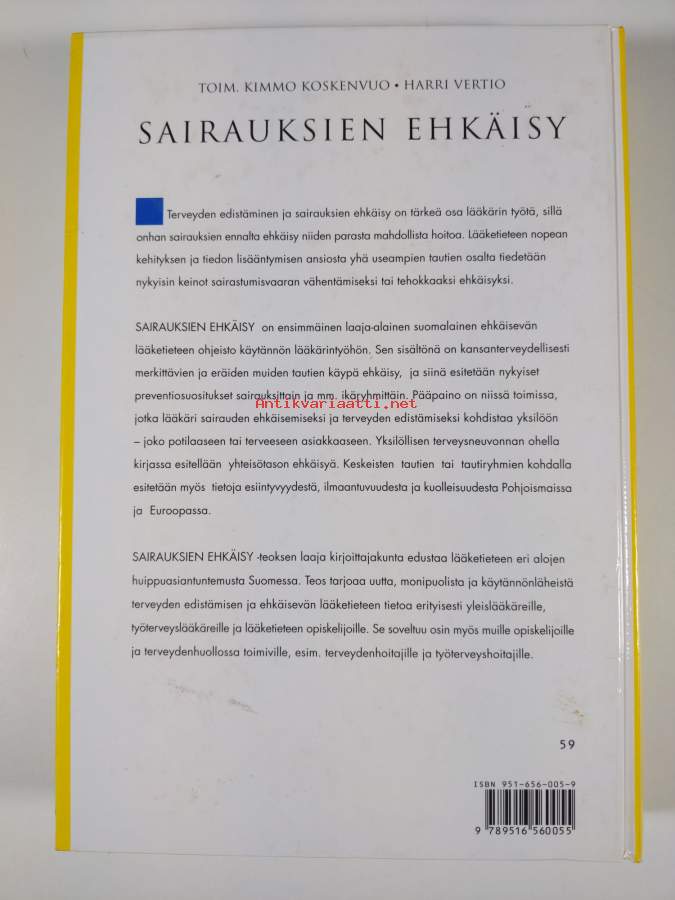 TOIM. KIMMO KOSKENVUO • HARRI VERTIO
SAIRAUKSIEN EHKÄISY
Terveyden edistäminen ja sairauksien ehkäisy on tärkeä osa lääkärin työtä, sillä
onhan sairauksien ennalta ehkäisy niiden parasta mahdollista hoitoa. Lääketieteen nopean
kehityksen ja tiedon lisääntymisen ansiosta yhä useampien tautien osalta tiedetään
nykyisin keinot sairastumisvaaran vähentämiseksi tai tehokkaaksi ehkäisyksi.
SAIRAUKSIEN EHKÄISY on ensimmäinen laaja-alainen suomalainen ehkäisevän
lääketieteen ohjeisto käytännön lääkärintyöhön. Sen sisältönä on kansanterveydellisesti
merkittävien ja eräiden muiden tautien käypä ehkäisy, ja siinä esitetään nykyiset
preventiosuositukset sairauksittain ja mm. ikäryhmittäin. Pääpaino on niissä toimissa,
Antikvariaatti.net
jotka lääkäri sairauden ehkäisemiseksi ja terveyden edistämiseksi kohdistaa yksilöön
– joko potilaaseen tai terveeseen asiakkaaseen. Yksilöllisen terveysneuvonnan ohella
kirjassa esitellään yhteisötason ehkäisyä. Keskeisten tautien tai tautiryhmien kohdalla
esitetään myös tietoja esiintyvyydestä, ilmaantuvuudesta ja kuolleisuudesta Pohjoismaissa
ja Euroopassa.
SAIRAUKSIEN EHKÄISY -teoksen laaja kirjoittajakunta edustaa lääketieteen eri alojen
huippuasiantuntemusta Suomessa. Teos tarjoaa uutta, monipuolista ja käytännönläheistä
terveyden edistämisen ja ehkäisevän lääketieteen tietoa erityisesti yleislääkäreille,
työterveyslääkäreille ja lääketieteen opiskelijoille. Se soveltuu osin myös muille opiskelijoille
ja terveydenhuollossa toimiville, esim. terveydenhoitajille ja työterveyshoitajille.
59
ISBN 951-656-005-9
9 789516 560055